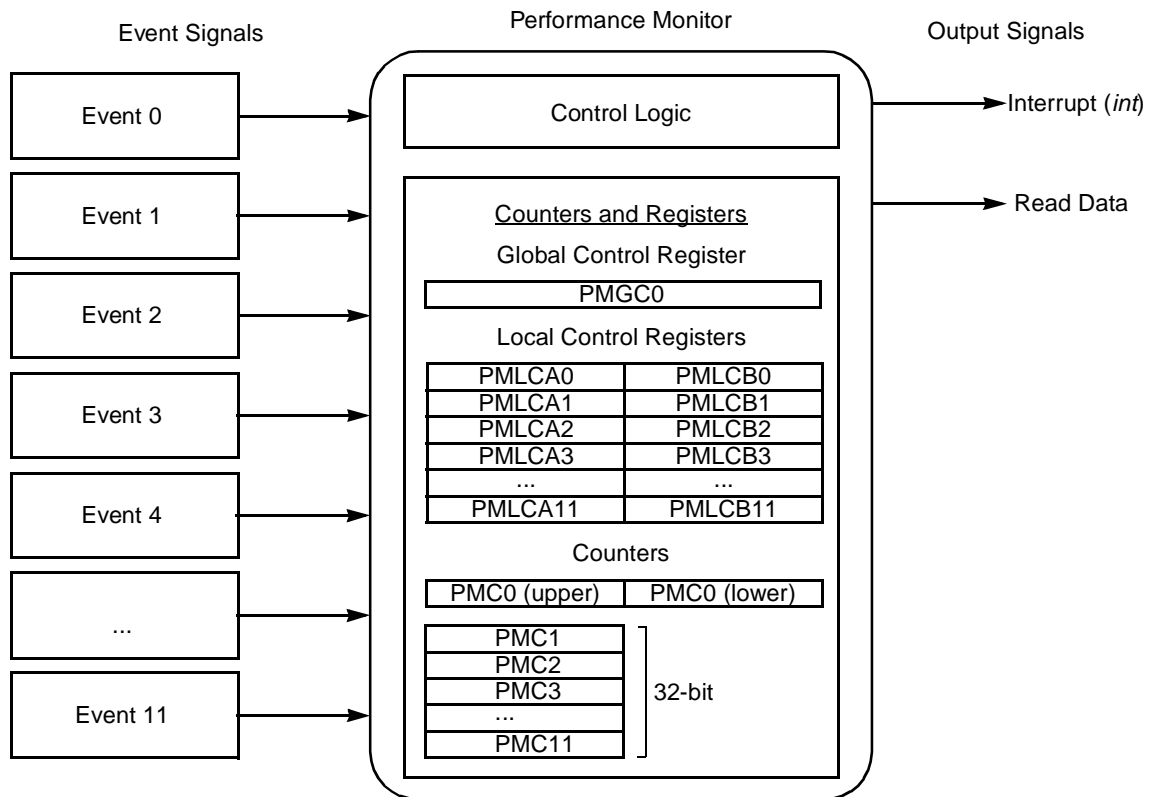 Event Signals
Performance Monitor
Output Signals
Event 0
Event 1
Event 2
Event 3
Event 4
...
Event 11
Control Logic
Counters and Registers
Global Control Register
PMGC0
Local Control Registers
PMLCA0 PMLCB0
PMLCA1 PMLCB1
PMLCA2 PMLCB2
PMLCA3 PMLCB3
... ...
PMLCA11 PMLCB11
Counters
PMC0 (upper) PMC0 (lower)
PMC1
PMC2
PMC3
...
PMC11
32-bit
Interrupt (int)
Read Data